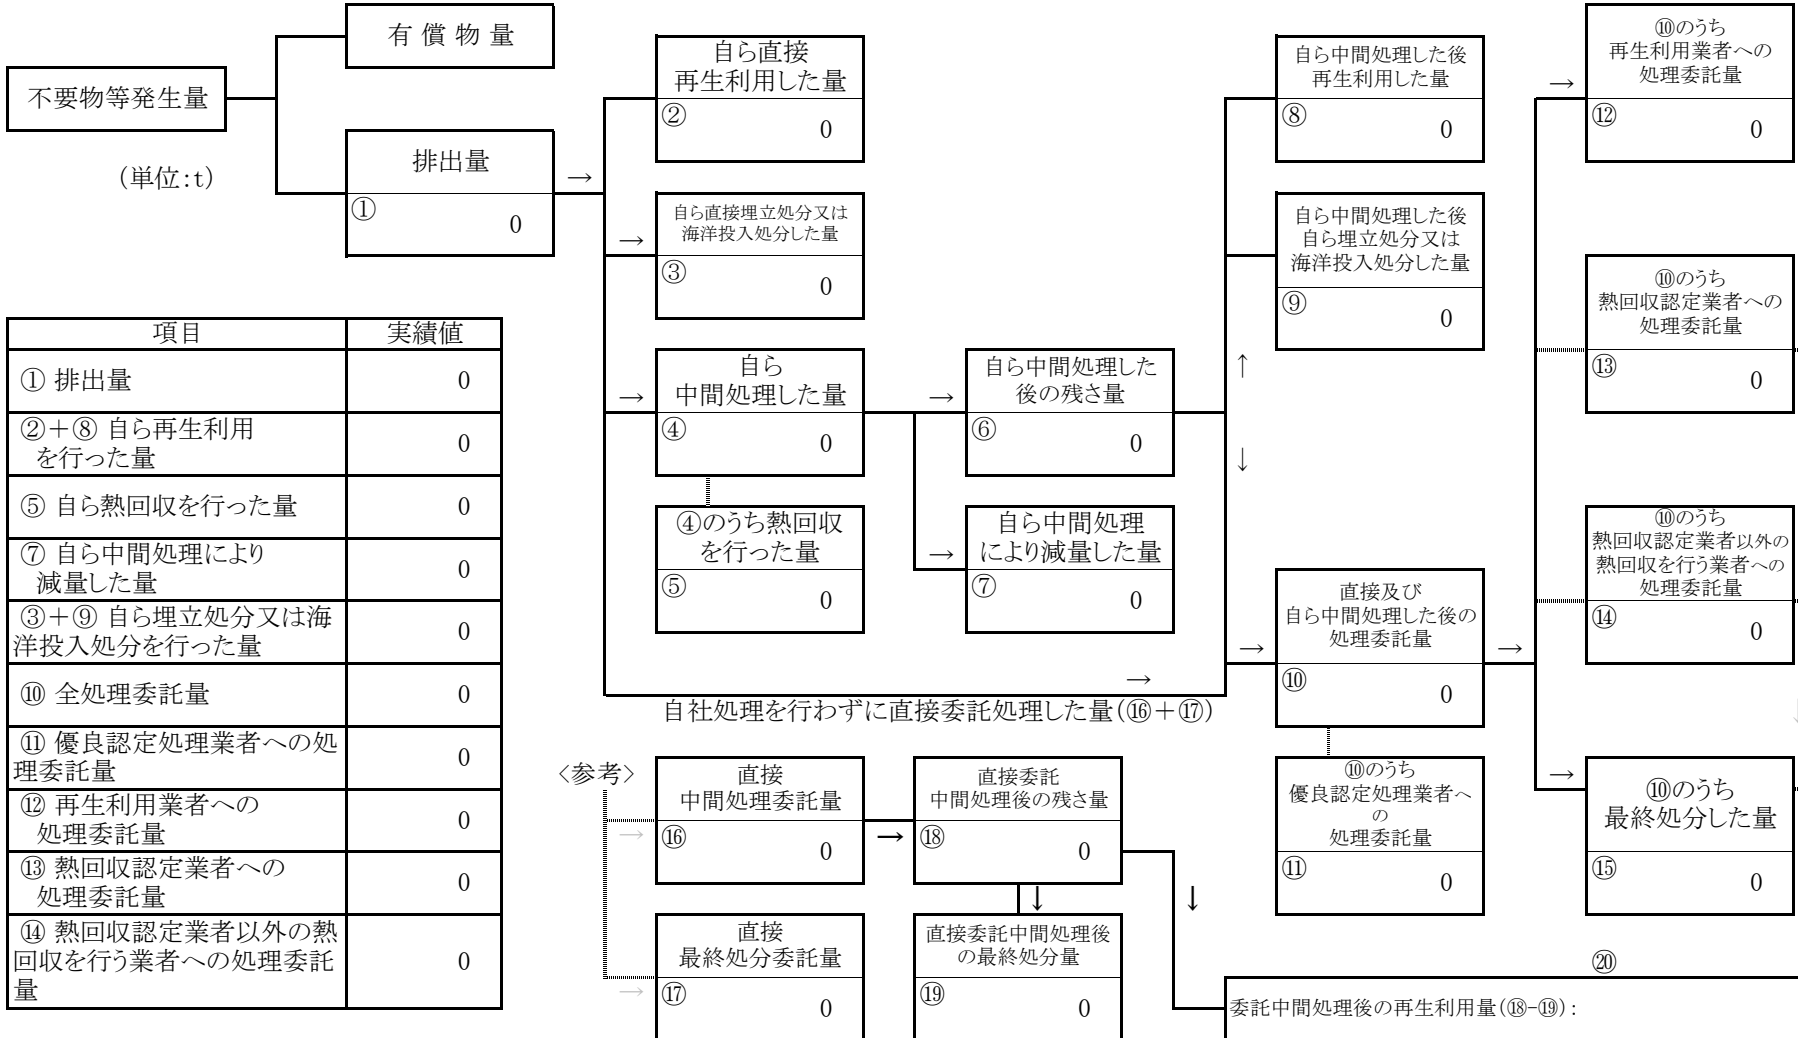 有 償 物 量
不要物等発生量
(単位:t)
排出量
①
0
→
自ら直接
再生利用した量
②
0
→
自ら直接埋立処分又は
海洋投入処分した量
③
0
→
自ら
中間処理した量
④
0
④のうち熱回収
を行った量
⑤
0
→
自ら中間処理した
後の残さ量
⑥
0
→
自ら中間処理
により減量した量
⑦
0
自ら中間処理した後
再生利用した量
⑧
0
自ら中間処理した後
自ら埋立処分又は
海洋投入処分した量
⑨
0
↑
↓
→
直接及び
自ら中間処理した後の
処理委託量
⑩
0
→
⑩のうち
優良認定処理業者へ
の
処理委託量
⑪
0
→
⑩のうち
再生利用業者への
処理委託量
⑫
0
⑩のうち
熱回収認定業者への
処理委託量
⑬
0
⑩のうち
熱回収認定業者以外の
熱回収を行う業者への
処理委託量
⑭
0
→
⑩のうち
最終処分した量
⑮
0
→
自社処理を行わずに直接委託処理した量(⑯+⑰)
<参考>
→
直接
中間処理委託量
⑯
0
→
直接委託
中間処理後の残さ量
⑱
0
→
直接
最終処分委託量
⑰
0
↓
直接委託中間処理後
の最終処分量
⑲
0
↓
⑳
委託中間処理後の再生利用量(⑱-⑲):
項目 実績値
① 排出量 0
②+⑧ 自ら再生利用
を行った量 0
⑤ 自ら熱回収を行った量 0
⑦ 自ら中間処理により
減量した量 0
③+⑨ 自ら埋立処分又は海
洋投入処分を行った量 0
⑩ 全処理委託量 0
⑪ 優良認定処理業者への処
理委託量 0
⑫ 再生利用業者への
処理委託量 0
⑬ 熱回収認定業者への
処理委託量 0
⑭ 熱回収認定業者以外の熱
回収を行う業者への処理委託
量 0